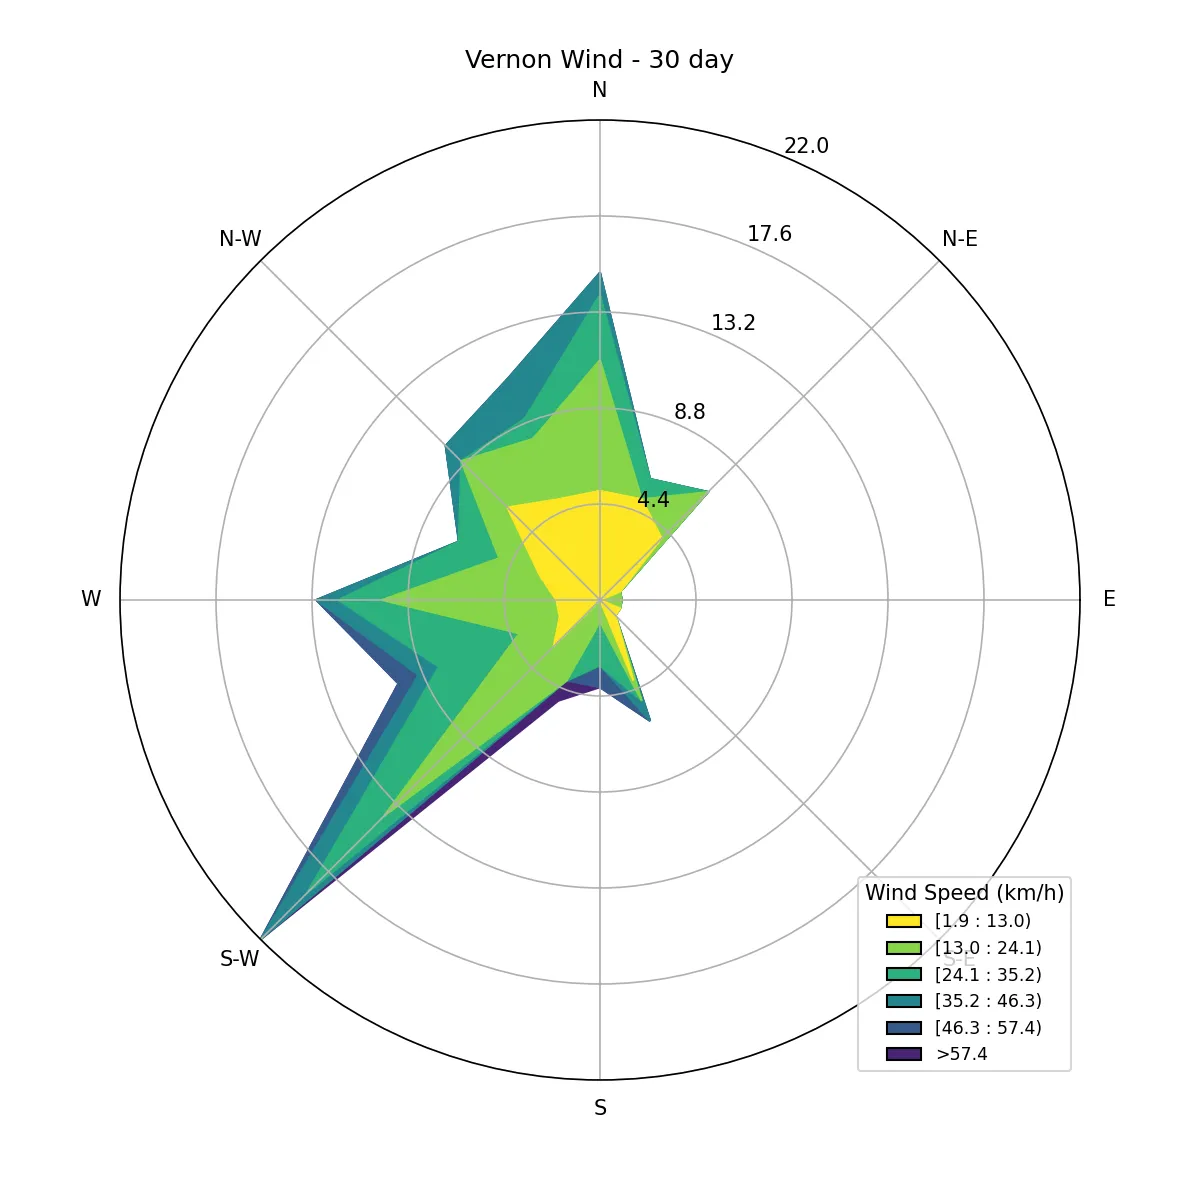 Vernon Wind - 30 day
N
22.0
17.6
N-W
N-E
13.2
8.8
4.4
W
E
S-W
S-E
Wind Speed (km/h)
[1.9 : 13.0)
[13.0 : 24.1)
[24.1 : 35.2)
[35.2 : 46.3)
[46.3 : 57.4)
>57.4
S